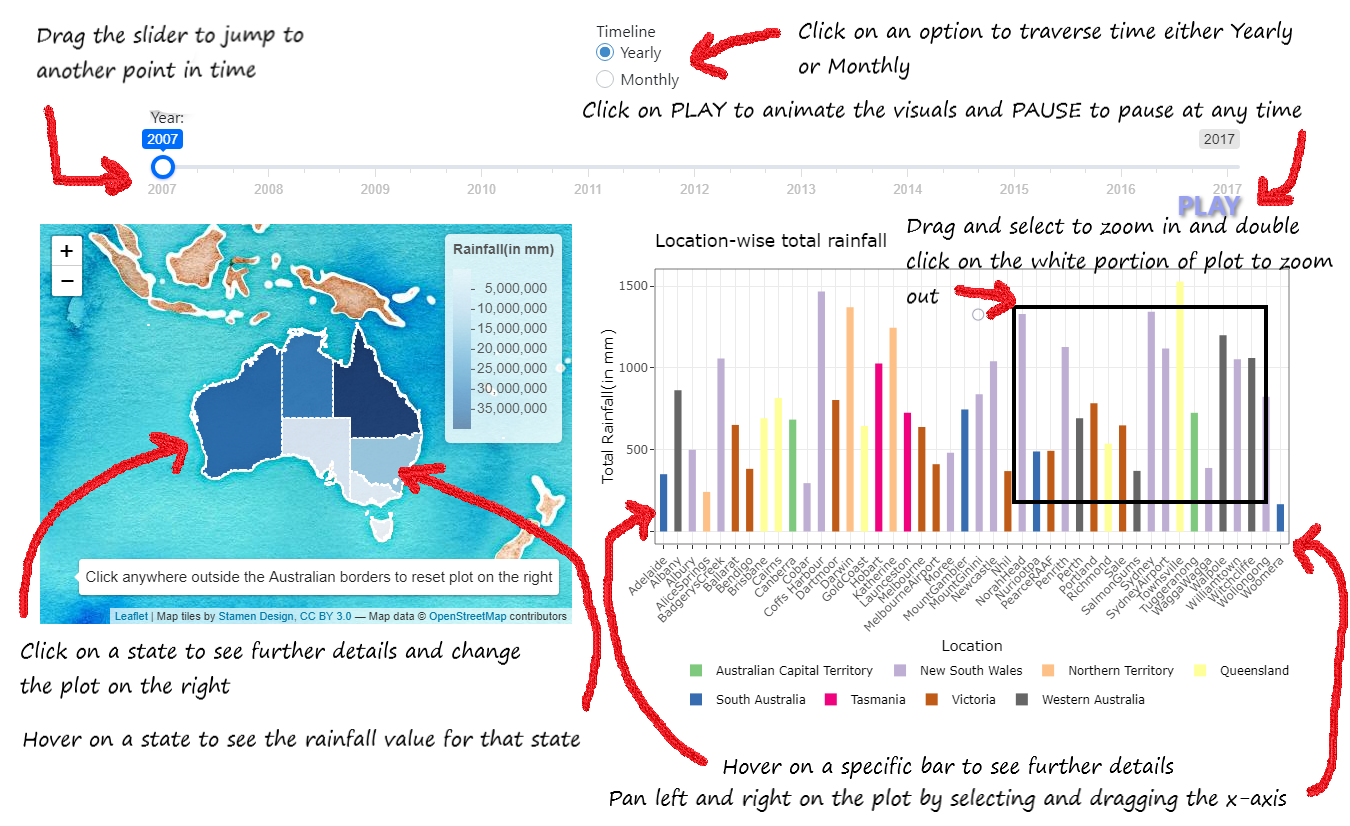 Drag the slider to jump to
another point in time
Timeline
Yearly
Monthly
Click on an option to traverse time either Yearly
or Monthly
Click on PLAY to animate the visuals and PAUSE to pause at any time
Year:
2007
2017
2007 2008 2009 2010 2011 2012 2013 2014 2015 2016 2017
PLAY
Drag and select to zoom in and double
click on the white portion of plot to zoom
out
+
−
Rainfall(in mm)
5,000,000
10,000,000
15,000,000
20,000,000
25,000,000
30,000,000
35,000,000
Click anywhere outside the Australian borders to reset plot on the right
Leaflet | Map tiles by Stamen Design, CC BY 3.0 — Map data © OpenStreetMap contributors
Location-wise total rainfall
Total Rainfall(in mm)
1500
1000
500
Adelaide
Albany
Albury
AliceSprings
BadgerysCreek
Ballarat
Bendigo
Brisbane
Cairns
Canberra
Cobar
Coffs Harbour
Dartmoor
Darwin
GoldCoast
Hobart
Katherine
Launceston
Melbourne
MelbourneAirport
Moree
MountGambier
MountGinini
Newcastle
Nhil
NorahHead
Nuriootpa
PearceRAAF
Penrith
Perth
Portland
Richmond
Sale
SalmonGums
Sydney
SydneyAirport
Townsville
Tuggeranong
WaggaWagga
Walpole
Williamtown
Witchcliffe
Wollongong
Woomera
Location
Australian Capital Territory New South Wales Northern Territory Queensland
South Australia Tasmania Victoria Western Australia
Click on a state to see further details and change
the plot on the right
Hover on a state to see the rainfall value for that state
Hover on a specific bar to see further details
Pan left and right on the plot by selecting and dragging the x-axis